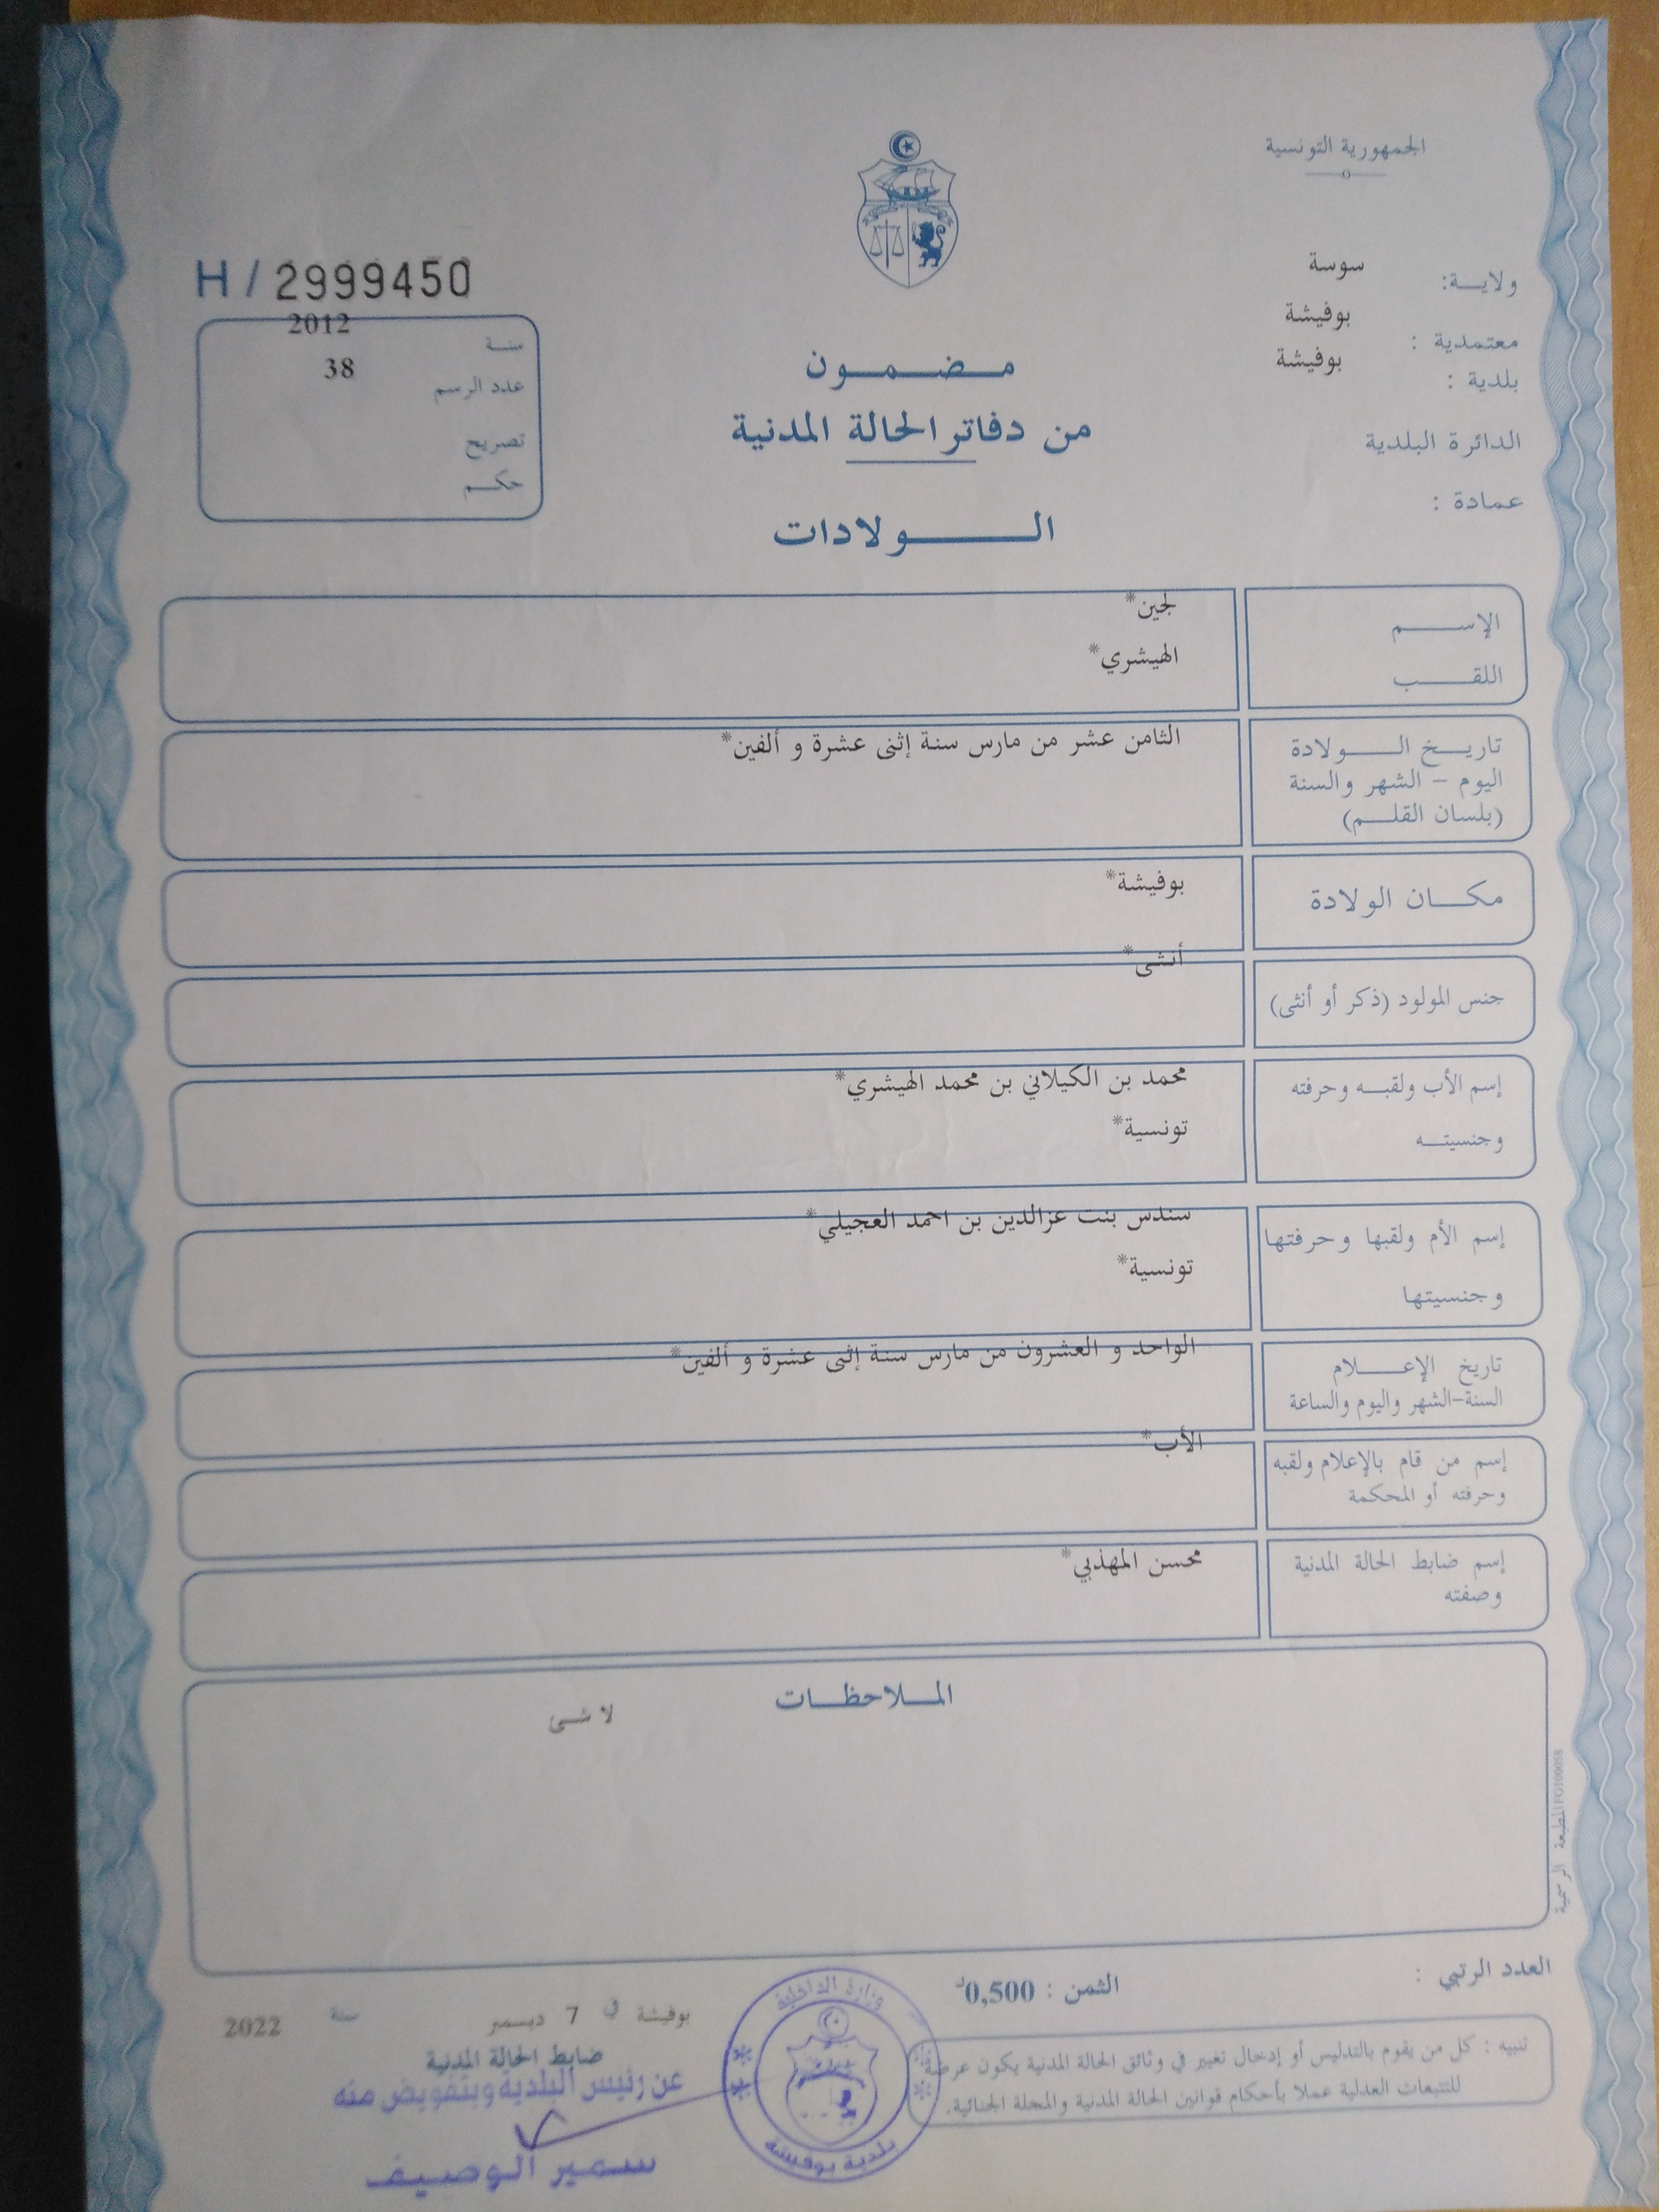 الجمهورية التونسية
ولاية: سوسة
معتمدية : بوفيشة
بلدية : بوفيشة
الدائرة البلدية
عمادة :
H / 2999450
سنة 2012
عدد الرسم 38
تصريح
حكم
مضمون
من دفاتر الحالة المدنية
الولادات
الإسم لجين*
اللقب الهيشري*
تاريخ الولادة الثامن عشر من مارس سنة إثنى عشرة و ألفين*
اليوم - الشهر والسنة
(بلسان القلم)
مكان الولادة بوفيشة*
جنس المولود (ذكر أو أنثى) أنثى*
إسم الأب ولقبه وحرفته محمد بن الكيلاني بن محمد الهيشري*
وجنسيته تونسية*
إسم الأم ولقبها وحرفتها سندس بنت عزالدين بن احمد العجيلي*
وجنسيتها تونسية*
تاريخ الإعلام الواحد و العشرون من مارس سنة إثنى عشرة و ألفين*
السنة-الشهر واليوم والساعة
إسم من قام بالإعلام ولقبه الأب*
وحرفته أو المحكمة
إسم ضابط الحالة المدنية محسن المهذبي*
وصفته
الملاحظات
لا شئ
المطبعة الرسمية
العدد الرتبي :
الثمن : 0,500د
تنبيه : كل من يقوم بالتدليس أو إدخال تغيير في وثائق الحالة المدنية يكون عرضة
للتتبعات العدلية عملا بأحكام قوانين الحالة المدنية والمجلة الجنائية.
بوفيشة في 7 ديسمبر سنة 2022
ضابط الحالة المدنية
عن رئيس البلدية وبتفويض منه
سمير الوصيف
وزارة الداخلية
بلدية بوفيشة